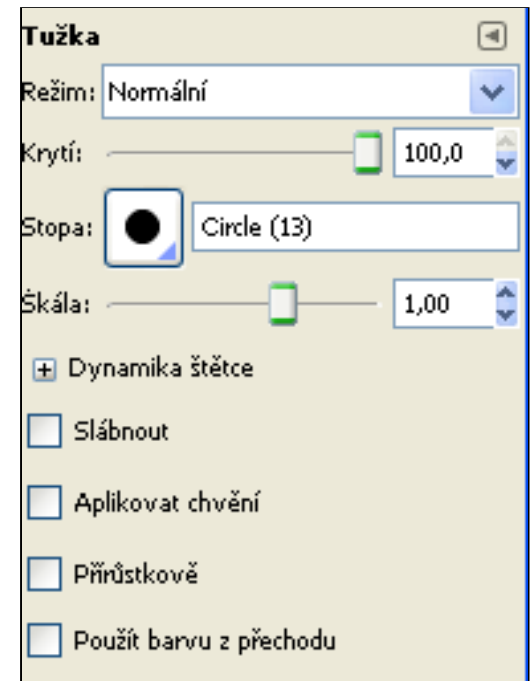 Tužka
Režim: Normální
Krytí: 100,0
Stopa: Circle (13)
Škála: 1,00
Dynamika štětce
Slábnout
Aplikovat chvění
Přírůstkově
Použít barvu z přechodu